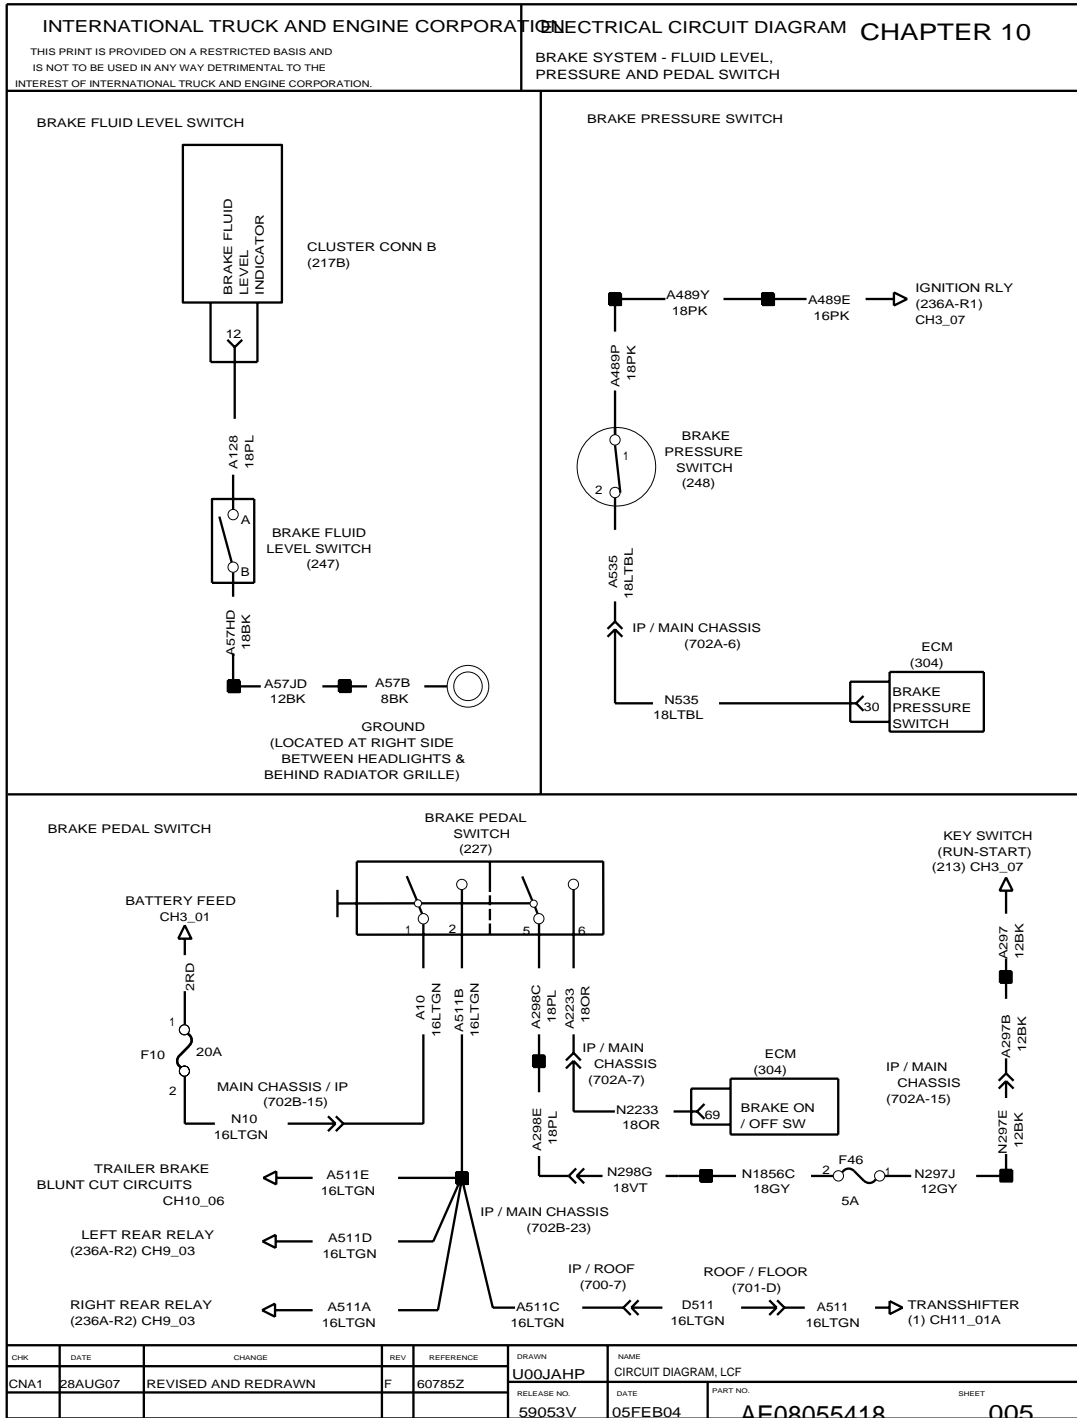 INTERNATIONAL TRUCK AND ENGINE CORPORATION
THIS PRINT IS PROVIDED ON A RESTRICTED BASIS AND
IS NOT TO BE USED IN ANY WAY DETRIMENTAL TO THE
INTEREST OF INTERNATIONAL TRUCK AND ENGINE CORPORATION.
ELECTRICAL CIRCUIT DIAGRAM
CHAPTER 10
BRAKE SYSTEM - FLUID LEVEL,
PRESSURE AND PEDAL SWITCH
BRAKE FLUID LEVEL SWITCH
BRAKE FLUID
LEVEL
INDICATOR
CLUSTER CONN B
(217B)
12
A128
18PL
A
B
BRAKE FLUID
LEVEL SWITCH
(247)
A57HD
18BK
A57JD
12BK
A57B
8BK
GROUND
(LOCATED AT RIGHT SIDE
BETWEEN HEADLIGHTS &
BEHIND RADIATOR GRILLE)
BRAKE PRESSURE SWITCH
A489Y
18PK
A489E
16PK
IGNITION RLY
(236A-R1)
CH3_07
A489P
18PK
1
2
BRAKE
PRESSURE
SWITCH
(248)
A535
18LTBL
IP / MAIN CHASSIS
(702A-6)
N535
18LTBL
ECM
(304)
30
BRAKE
PRESSURE
SWITCH
BRAKE PEDAL SWITCH
BRAKE PEDAL
SWITCH
(227)
1
2
5
6
BATTERY FEED
CH3_01
2RD
1
F10
20A
2
MAIN CHASSIS / IP
(702B-15)
N10
16LTGN
A10
16LTGN
A511B
16LTGN
A298C
18PL
A2233
18OR
IP / MAIN
CHASSIS
(702A-7)
A298E
18PL
N2233
18OR
ECM
(304)
69
BRAKE ON
/ OFF SW
KEY SWITCH
(RUN-START)
(213) CH3_07
A297
12BK
A297B
12BK
IP / MAIN
CHASSIS
(702A-15)
N297E
12BK
N298G
18VT
N1856C
18GY
2
F46
1
5A
N297J
12GY
TRAILER BRAKE
BLUNT CUT CIRCUITS
CH10_06
A511E
16LTGN
IP / MAIN CHASSIS
(702B-23)
LEFT REAR RELAY
(236A-R2) CH9_03
A511D
16LTGN
RIGHT REAR RELAY
(236A-R2) CH9_03
A511A
16LTGN
A511C
16LTGN
IP / ROOF
(700-7)
D511
16LTGN
ROOF / FLOOR
(701-D)
A511
16LTGN
TRANSSHIFTER
(1) CH11_01A
CHK
DATE
CHANGE
REV
REFERENCE
CNA1
28AUG07
REVISED AND REDRAWN
F
60785Z
DRAWN
U00JAHP
NAME
CIRCUIT DIAGRAM, LCF
RELEASE NO.
59053V
DATE
05FEB04
PART NO.
AE08055418
SHEET
005